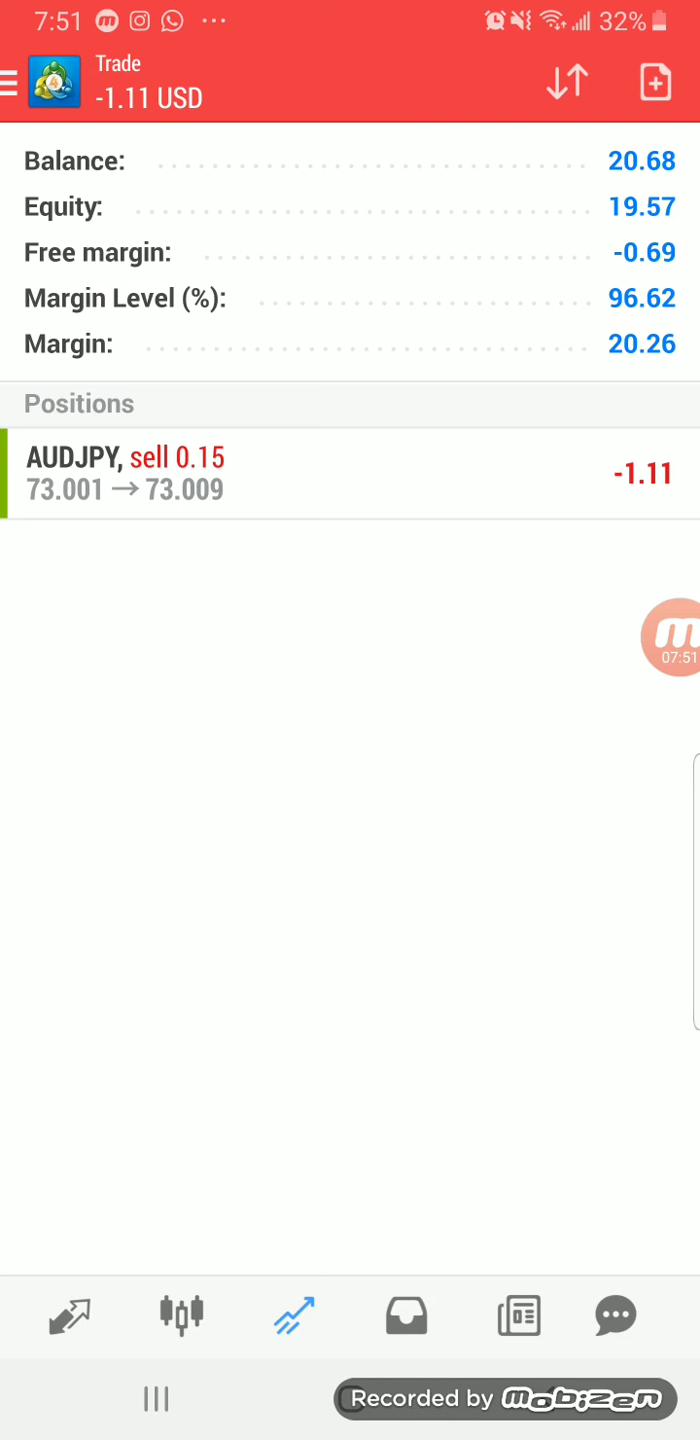 7:51 m ... 32%
Trade
-1.11 USD
4
Balance: 20.68
Equity: 19.57
Free margin: -0.69
Margin Level (%): 96.62
Margin: 20.26
Positions
AUDJPY, sell 0.15
73.001 → 73.009
-1.11
m
07:51
Recorded by mobizen